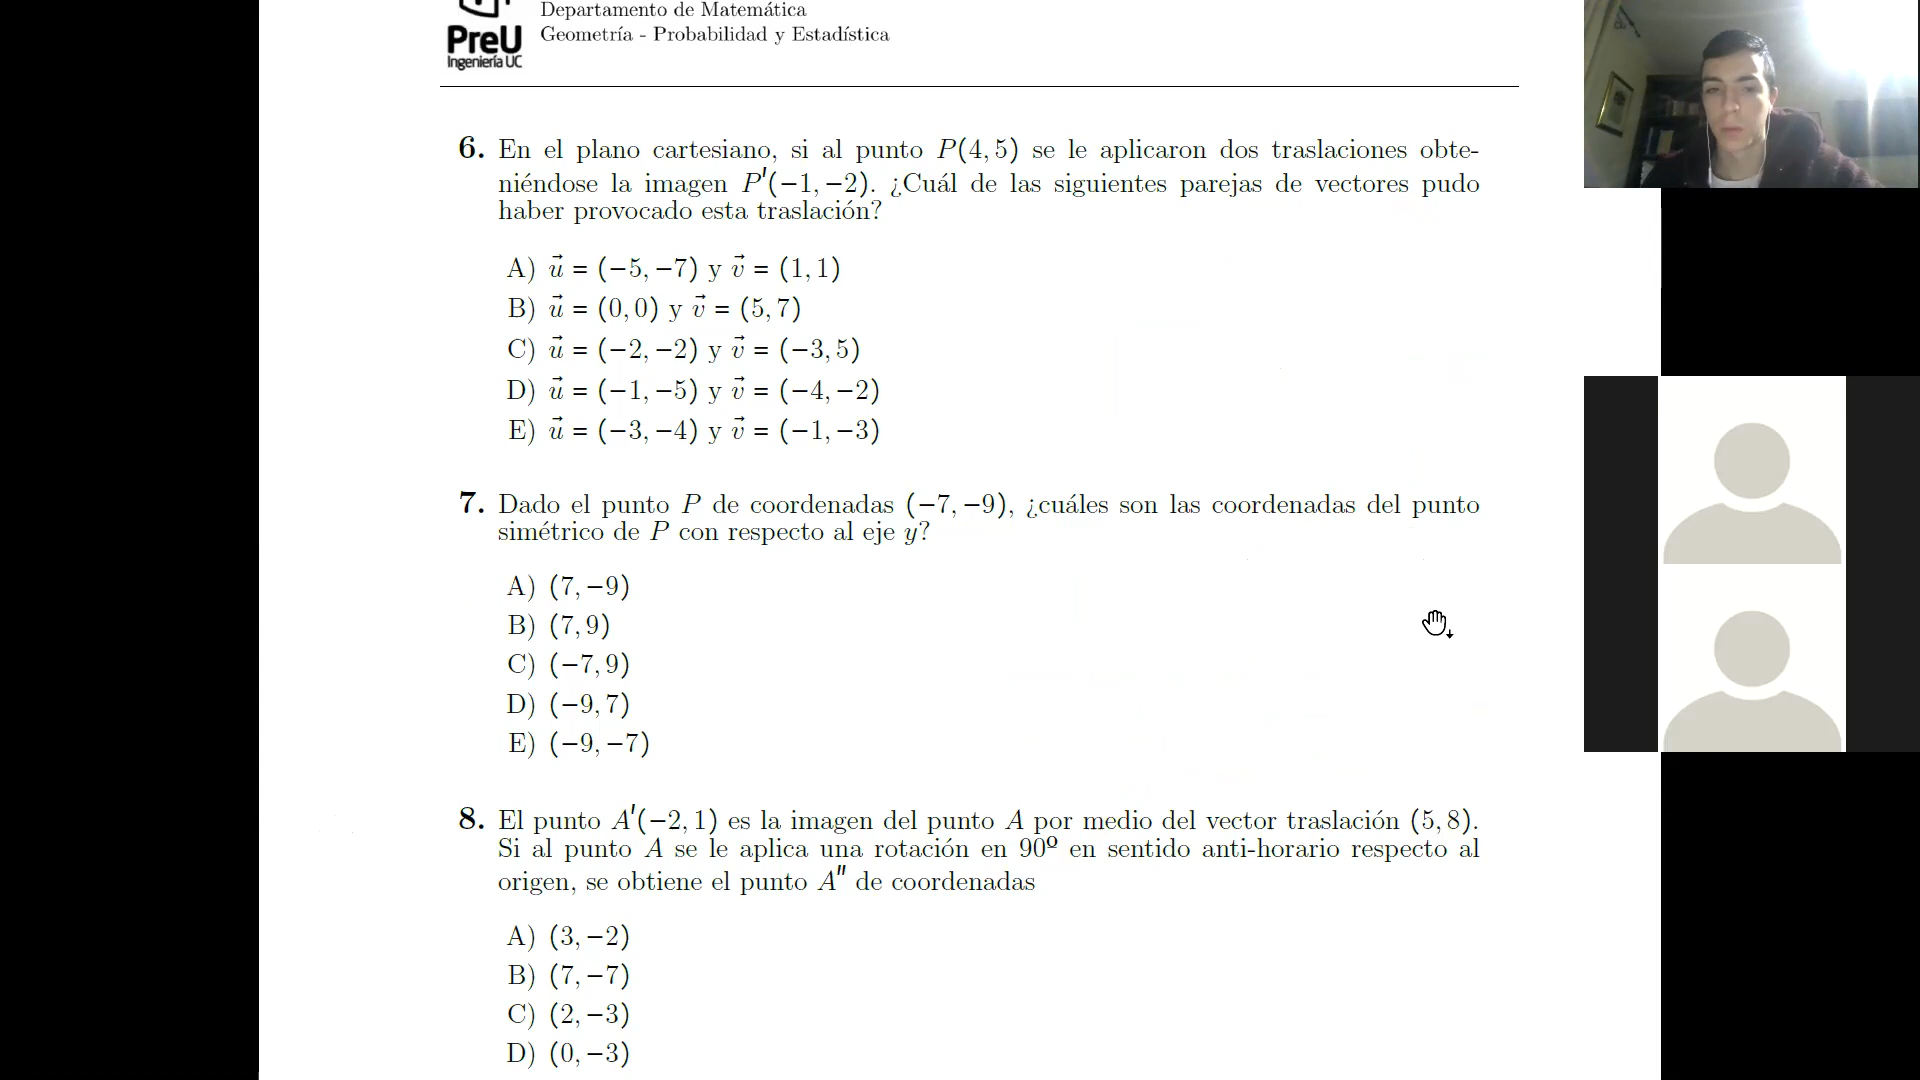 Departamento de Matemática
PreU
Geometría - Probabilidad y Estadística
Ingeniería UC
6. En el plano cartesiano, si al punto P(4,5) se le aplicaron dos traslaciones obte-
niéndose la imagen P'(−1,−2). ¿Cuál de las siguientes parejas de vectores pudo
haber provocado esta traslación?
A) u⃗ = (−5,−7) y v⃗ = (1,1)
B) u⃗ = (0,0) y v⃗ = (5,7)
C) u⃗ = (−2,−2) y v⃗ = (−3,5)
D) u⃗ = (−1,−5) y v⃗ = (−4,−2)
E) u⃗ = (−3,−4) y v⃗ = (−1,−3)
7. Dado el punto P de coordenadas (−7,−9), ¿cuáles son las coordenadas del punto
simétrico de P con respecto al eje y?
A) (7,−9)
B) (7,9)
C) (−7,9)
D) (−9,7)
E) (−9,−7)
8. El punto A'(−2,1) es la imagen del punto A por medio del vector traslación (5,8).
Si al punto A se le aplica una rotación en 90º en sentido anti-horario respecto al
origen, se obtiene el punto A'' de coordenadas
A) (3,−2)
B) (7,−7)
C) (2,−3)
D) (0,−3)